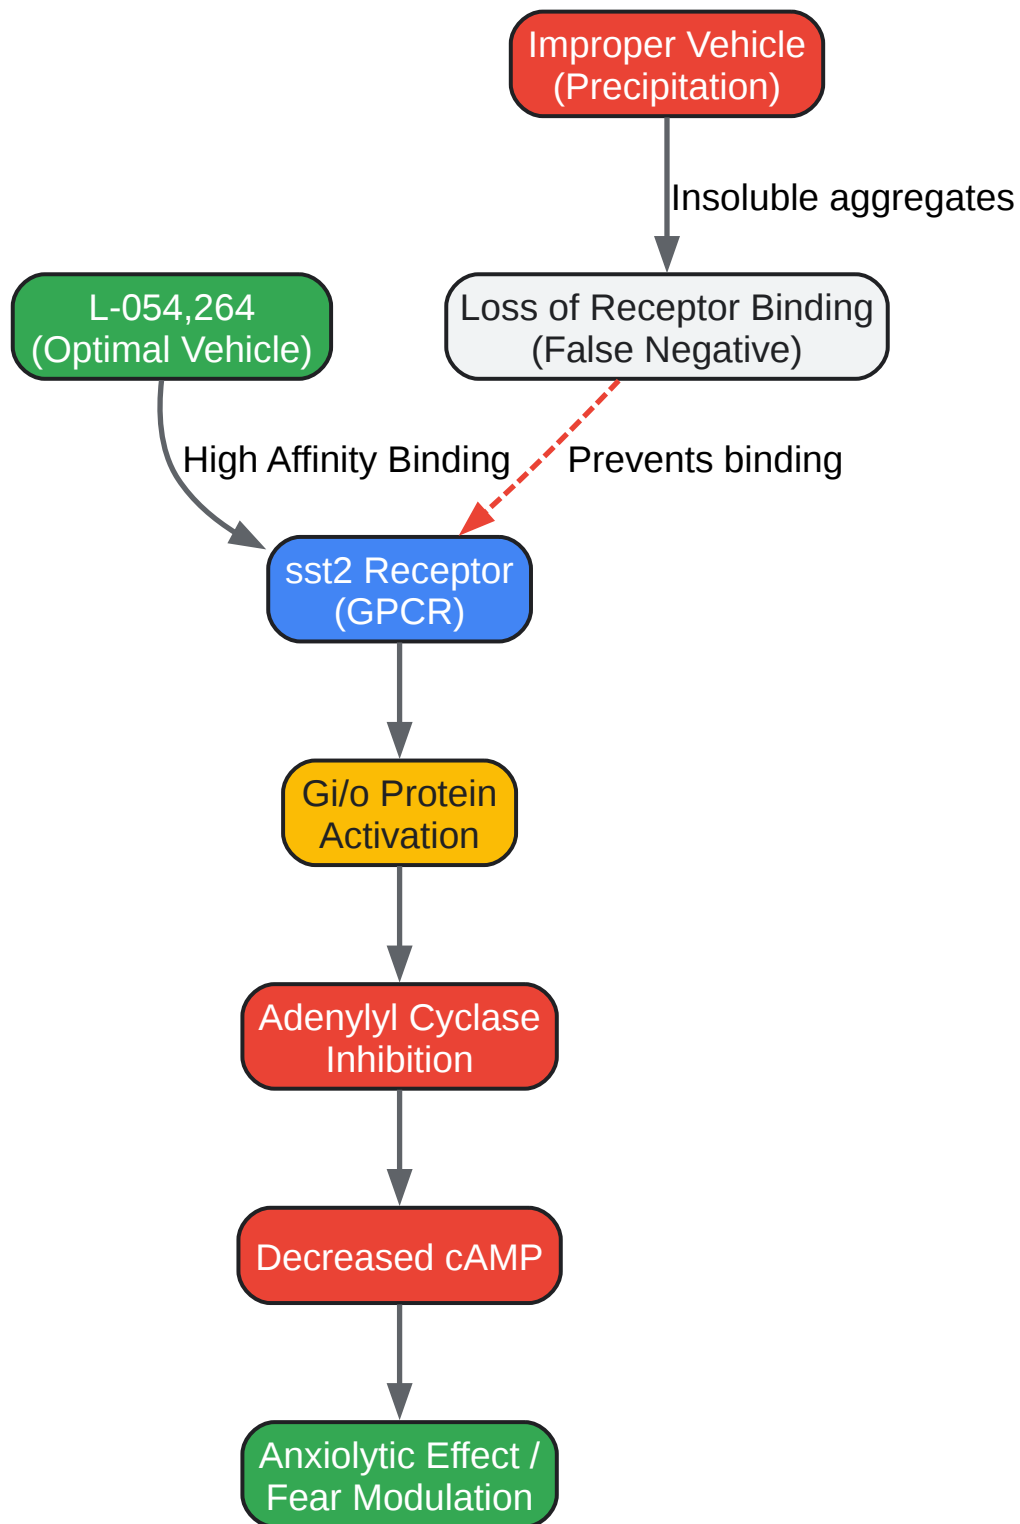 Improper Vehicle
(Precipitation)
Insoluble aggregates
L-054,264
(Optimal Vehicle)
Loss of Receptor Binding
(False Negative)
High Affinity Binding
Prevents binding
sst2 Receptor
(GPCR)
Gi/o Protein
Activation
Adenylyl Cyclase
Inhibition
Decreased cAMP
Anxiolytic Effect /
Fear Modulation